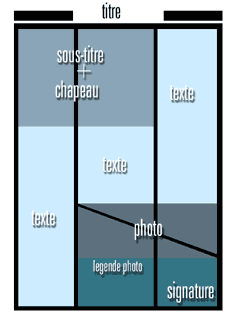 titre
sous-titre
+
chapeau
texte
texte
texte
photo
legende photo
signature